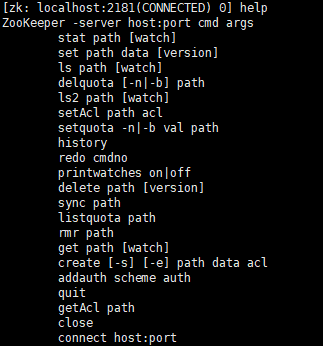 [zk: localhost:2181(CONNECTED) 0] help
ZooKeeper -server host:port cmd args
stat path [watch]
set path data [version]
ls path [watch]
delquota [-n|-b] path
ls2 path [watch]
setAcl path acl
setquota -n|-b val path
history
redo cmdno
printwatches on|off
delete path [version]
sync path
listquota path
rmr path
get path [watch]
create [-s] [-e] path data acl
addauth scheme auth
quit
getAcl path
close
connect host:port